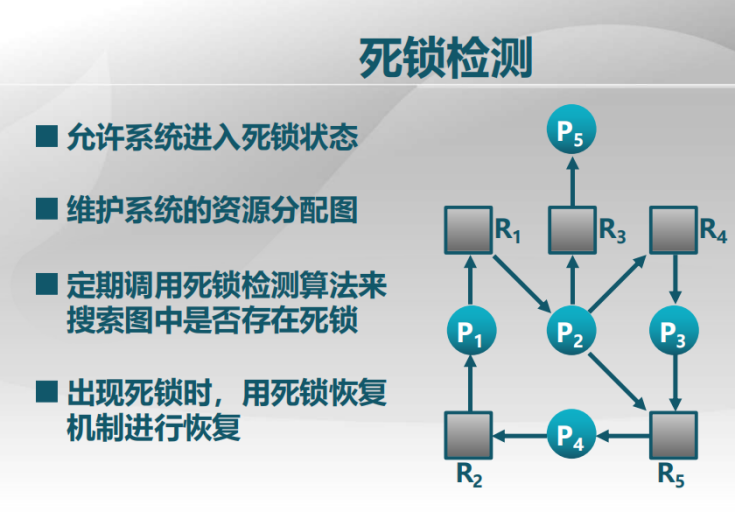 死锁检测
■ 允许系统进入死锁状态
■ 维护系统的资源分配图
■ 定期调用死锁检测算法来
搜索图中是否存在死锁
■ 出现死锁时，用死锁恢复
机制进行恢复
P5
R1
R3
R4
P1
P2
P3
P4
R2
R5